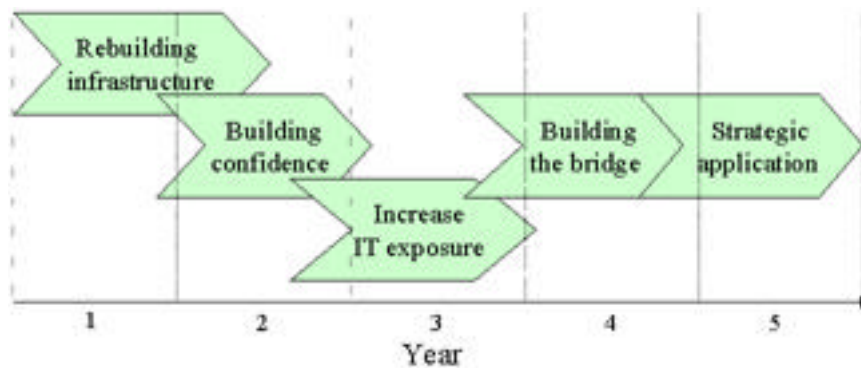 Rebuilding
infrastructure
Building
confidence
Increase
IT exposure
Building
the bridge
Strategic
application
1 2 3 4 5
Year